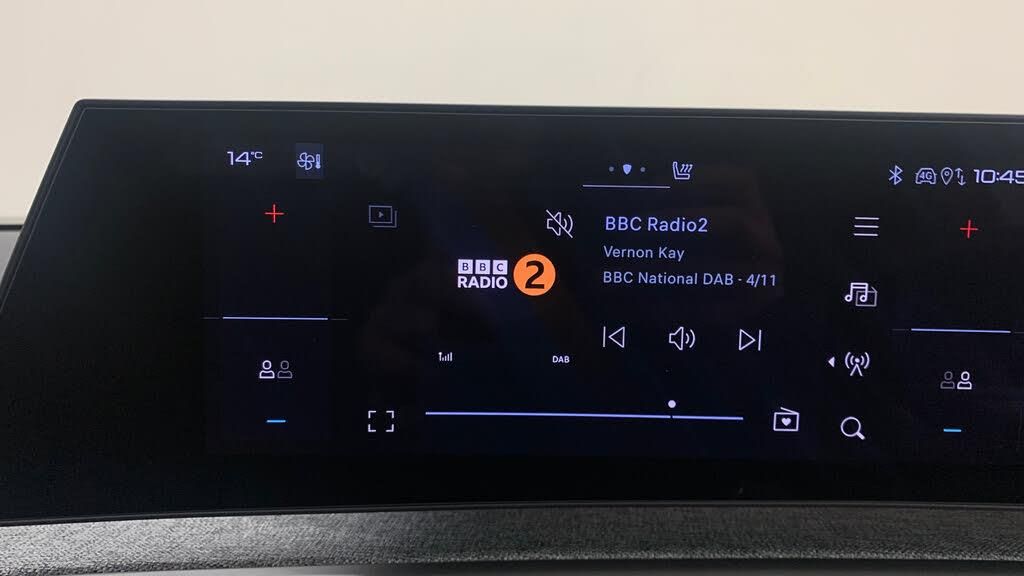 14°C
4G
10:45
BBC Radio2
Vernon Kay
BBC National DAB - 4/11
BBC
RADIO 2
DAB